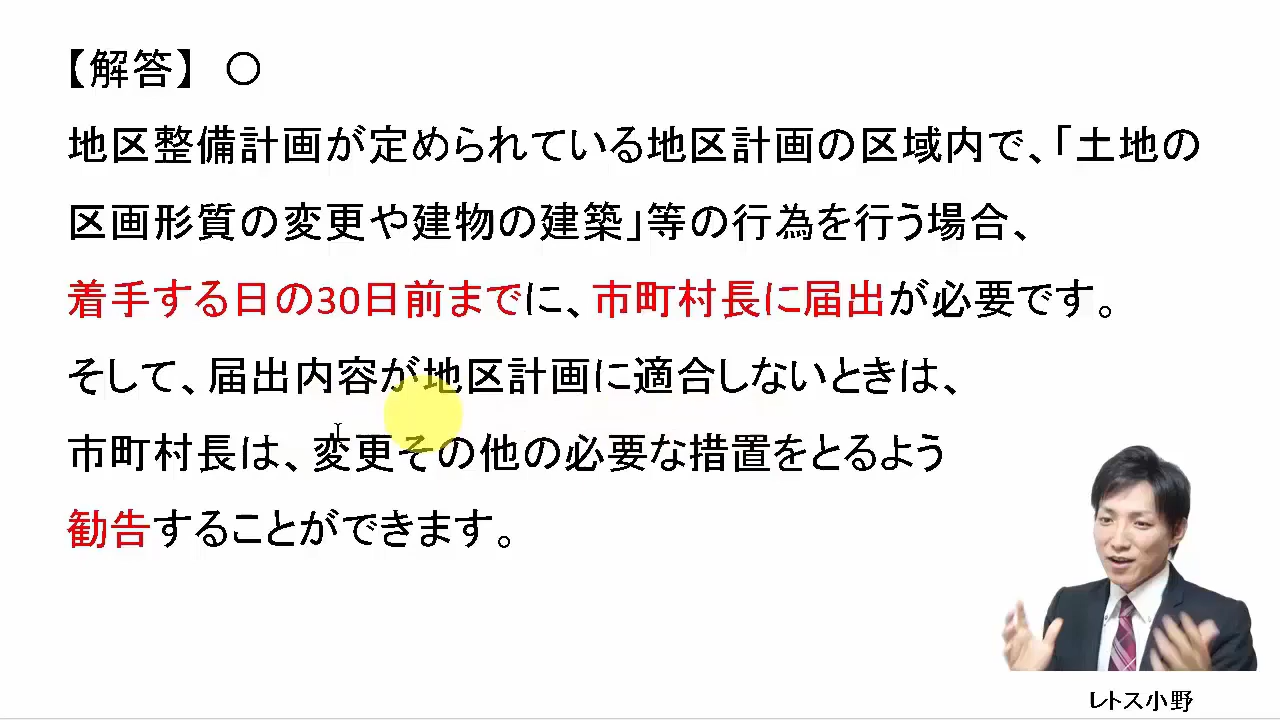 【解答】 ○
地区整備計画が定められている地区計画の区域内で、「土地の
区画形質の変更や建物の建築」等の行為を行う場合、
着手する日の30日前までに、市町村長に届出が必要です。
そして、届出内容が地区計画に適合しないときは、
市町村長は、変更その他の必要な措置をとるよう
勧告することができます。
レトス小野